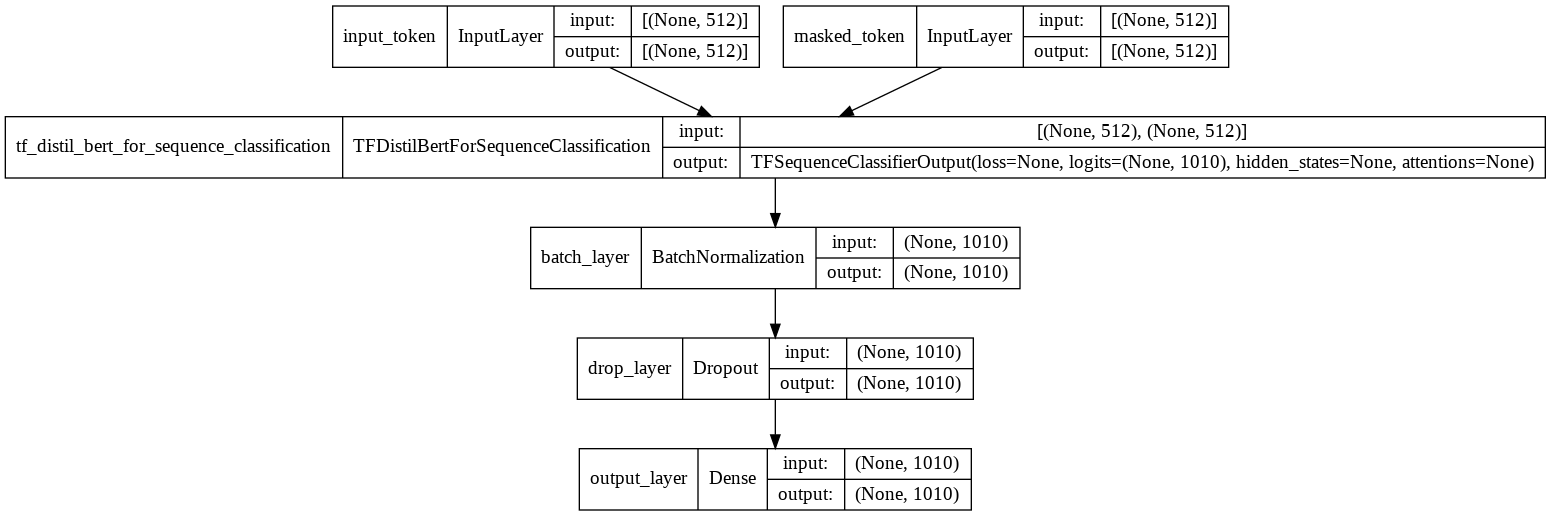 input_token InputLayer input: [(None, 512)]
output: [(None, 512)]
masked_token InputLayer input: [(None, 512)]
output: [(None, 512)]
tf_distil_bert_for_sequence_classification TFDistilBertForSequenceClassification input: [(None, 512), (None, 512)]
output: TFSequenceClassifierOutput(loss=None, logits=(None, 1010), hidden_states=None, attentions=None)
batch_layer BatchNormalization input: (None, 1010)
output: (None, 1010)
drop_layer Dropout input: (None, 1010)
output: (None, 1010)
output_layer Dense input: (None, 1010)
output: (None, 1010)